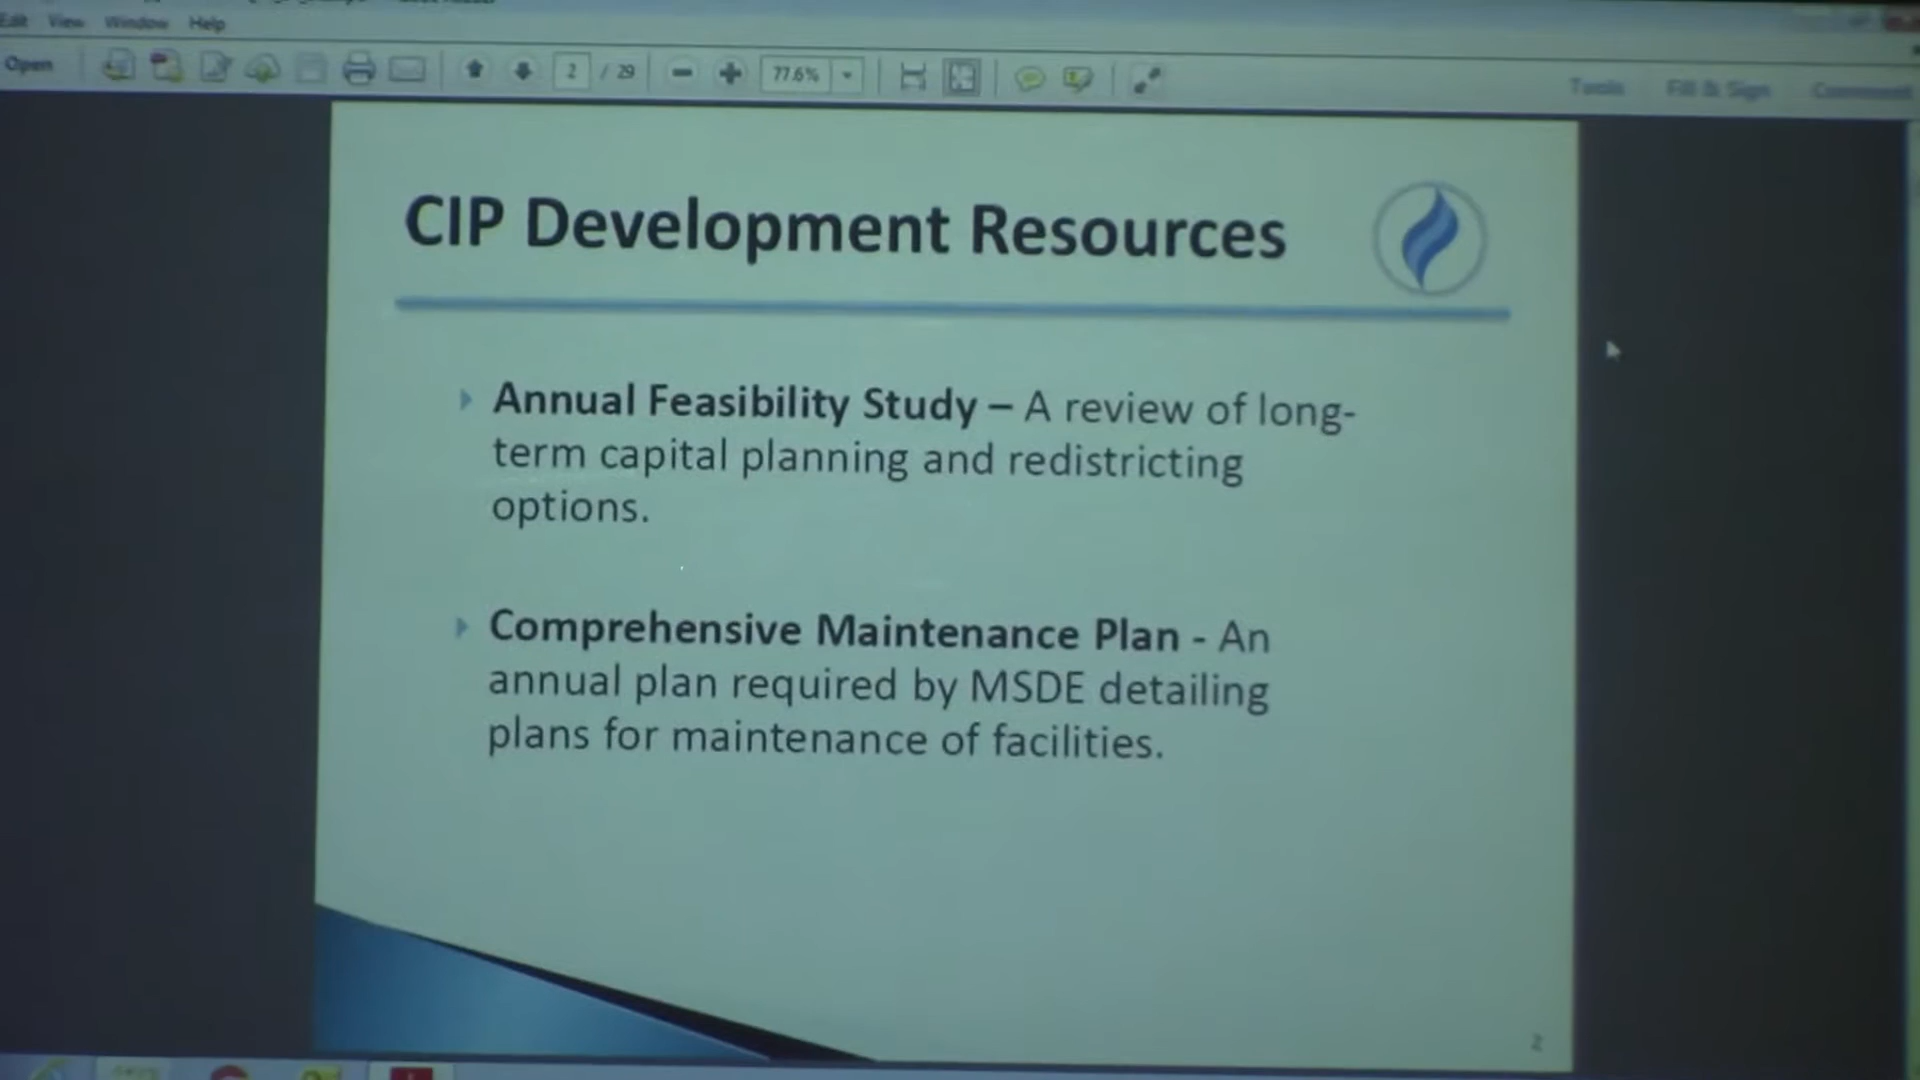 Edit View Window Help
Open 2 / 29 77.6% Tools Fill & Sign Comment
CIP Development Resources
Annual Feasibility Study – A review of long-
term capital planning and redistricting
options.
Comprehensive Maintenance Plan - An
annual plan required by MSDE detailing
plans for maintenance of facilities.
2